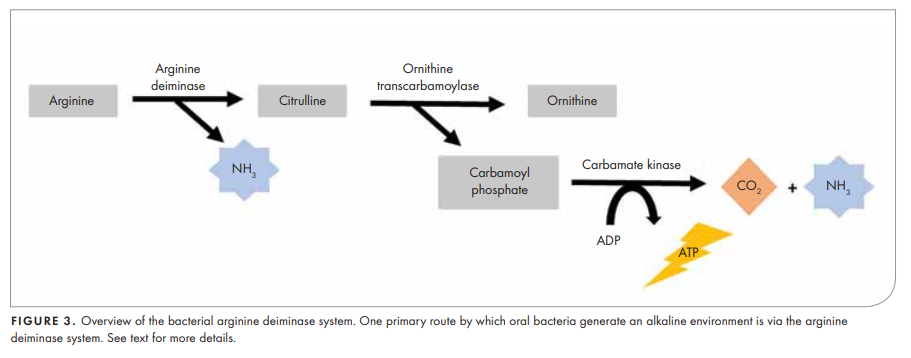 Arginine
deiminase
Ornithine
transcarbamoylase
Arginine
Citrulline
Ornithine
NH3
Carbamoyl
phosphate
Carbamate kinase
CO2 + NH3
ADP
ATP
FIGURE 3. Overview of the bacterial arginine deiminase system. One primary route by which oral bacteria generate an alkaline environment is via the arginine
deiminase system. See text for more details.